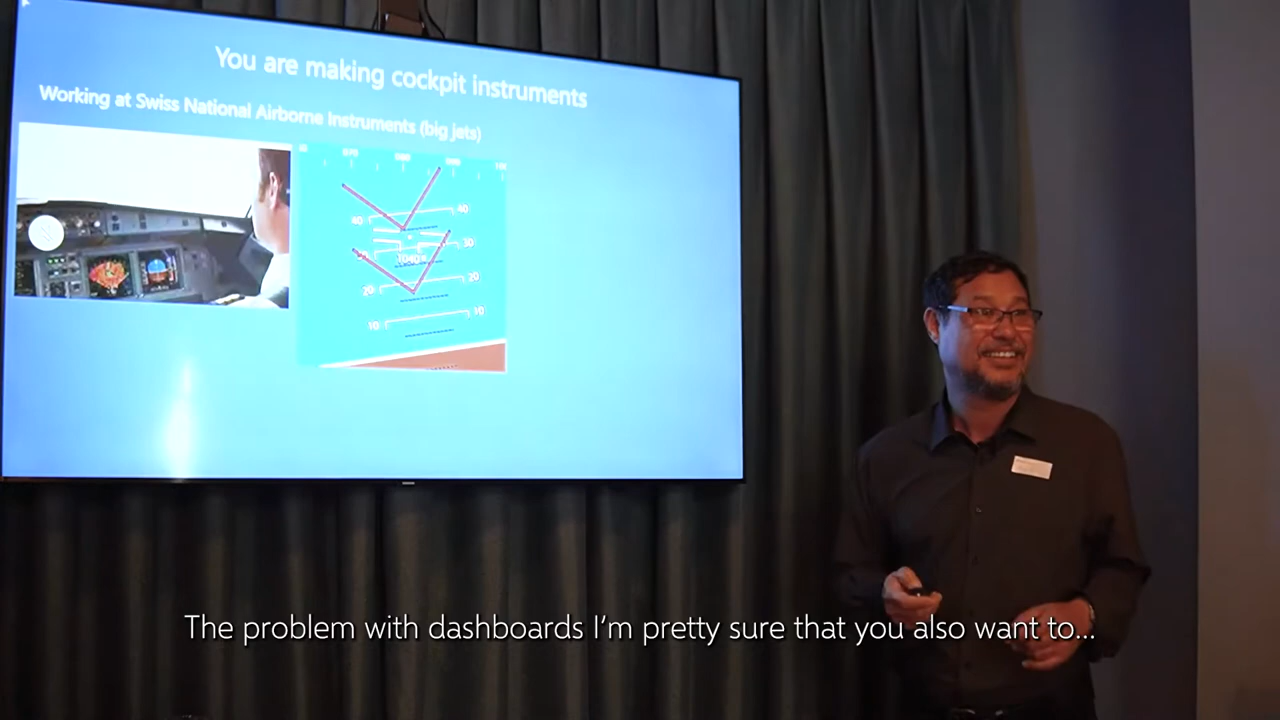 You are making cockpit instruments
Working at Swiss National Airborne Instruments (big jets)
40 40
30
20 20
10 10
The problem with dashboards I'm pretty sure that you also want to...